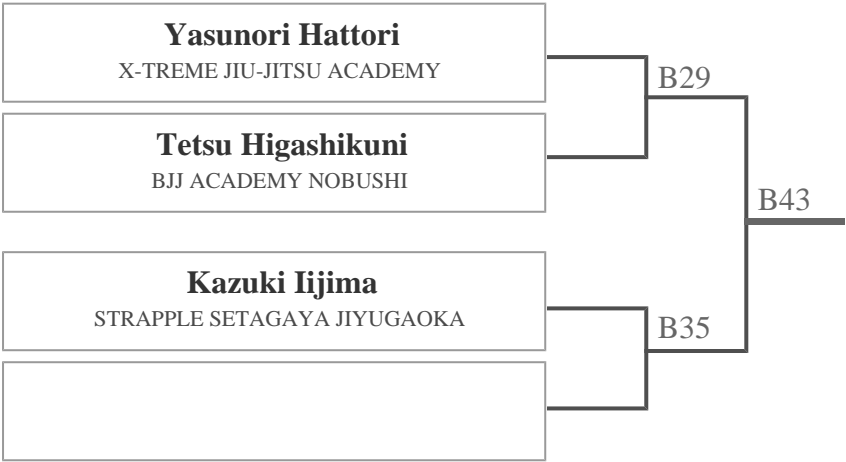 Yasunori Hattori
X-TREME JIU-JITSU ACADEMY
B29
Tetsu Higashikuni
BJJ ACADEMY NOBUSHI
B43
Kazuki Iijima
STRAPPLE SETAGAYA JIYUGAOKA
B35